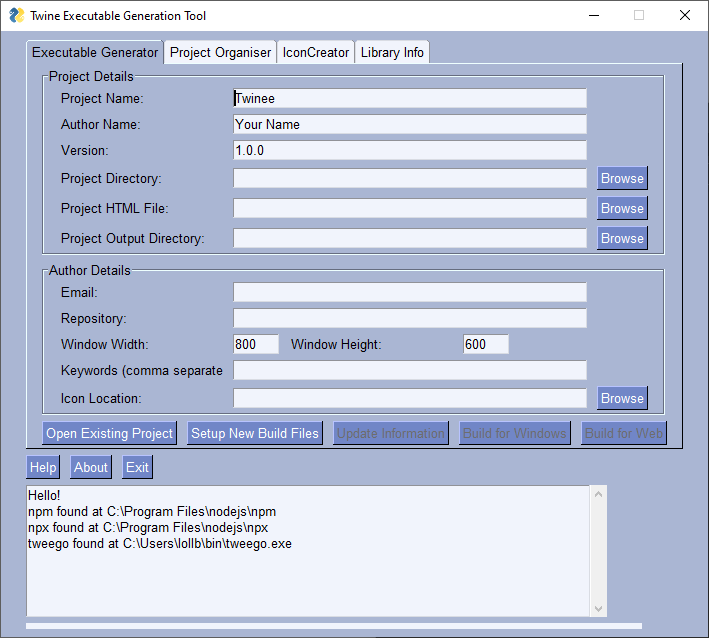 Twine Executable Generation Tool
Executable Generator Project Organiser IconCreator Library Info
Project Details
Project Name: Twinee
Author Name: Your Name
Version: 1.0.0
Project Directory: Browse
Project HTML File: Browse
Project Output Directory: Browse
Author Details
Email:
Repository:
Window Width: 800 Window Height: 600
Keywords (comma separate
Icon Location: Browse
Open Existing Project Setup New Build Files Update Information Build for Windows Build for Web
Help About Exit
Hello!
npm found at C:\Program Files\nodejs\npm
npx found at C:\Program Files\nodejs\npx
tweego found at C:\Users\lollb\bin\tweego.exe